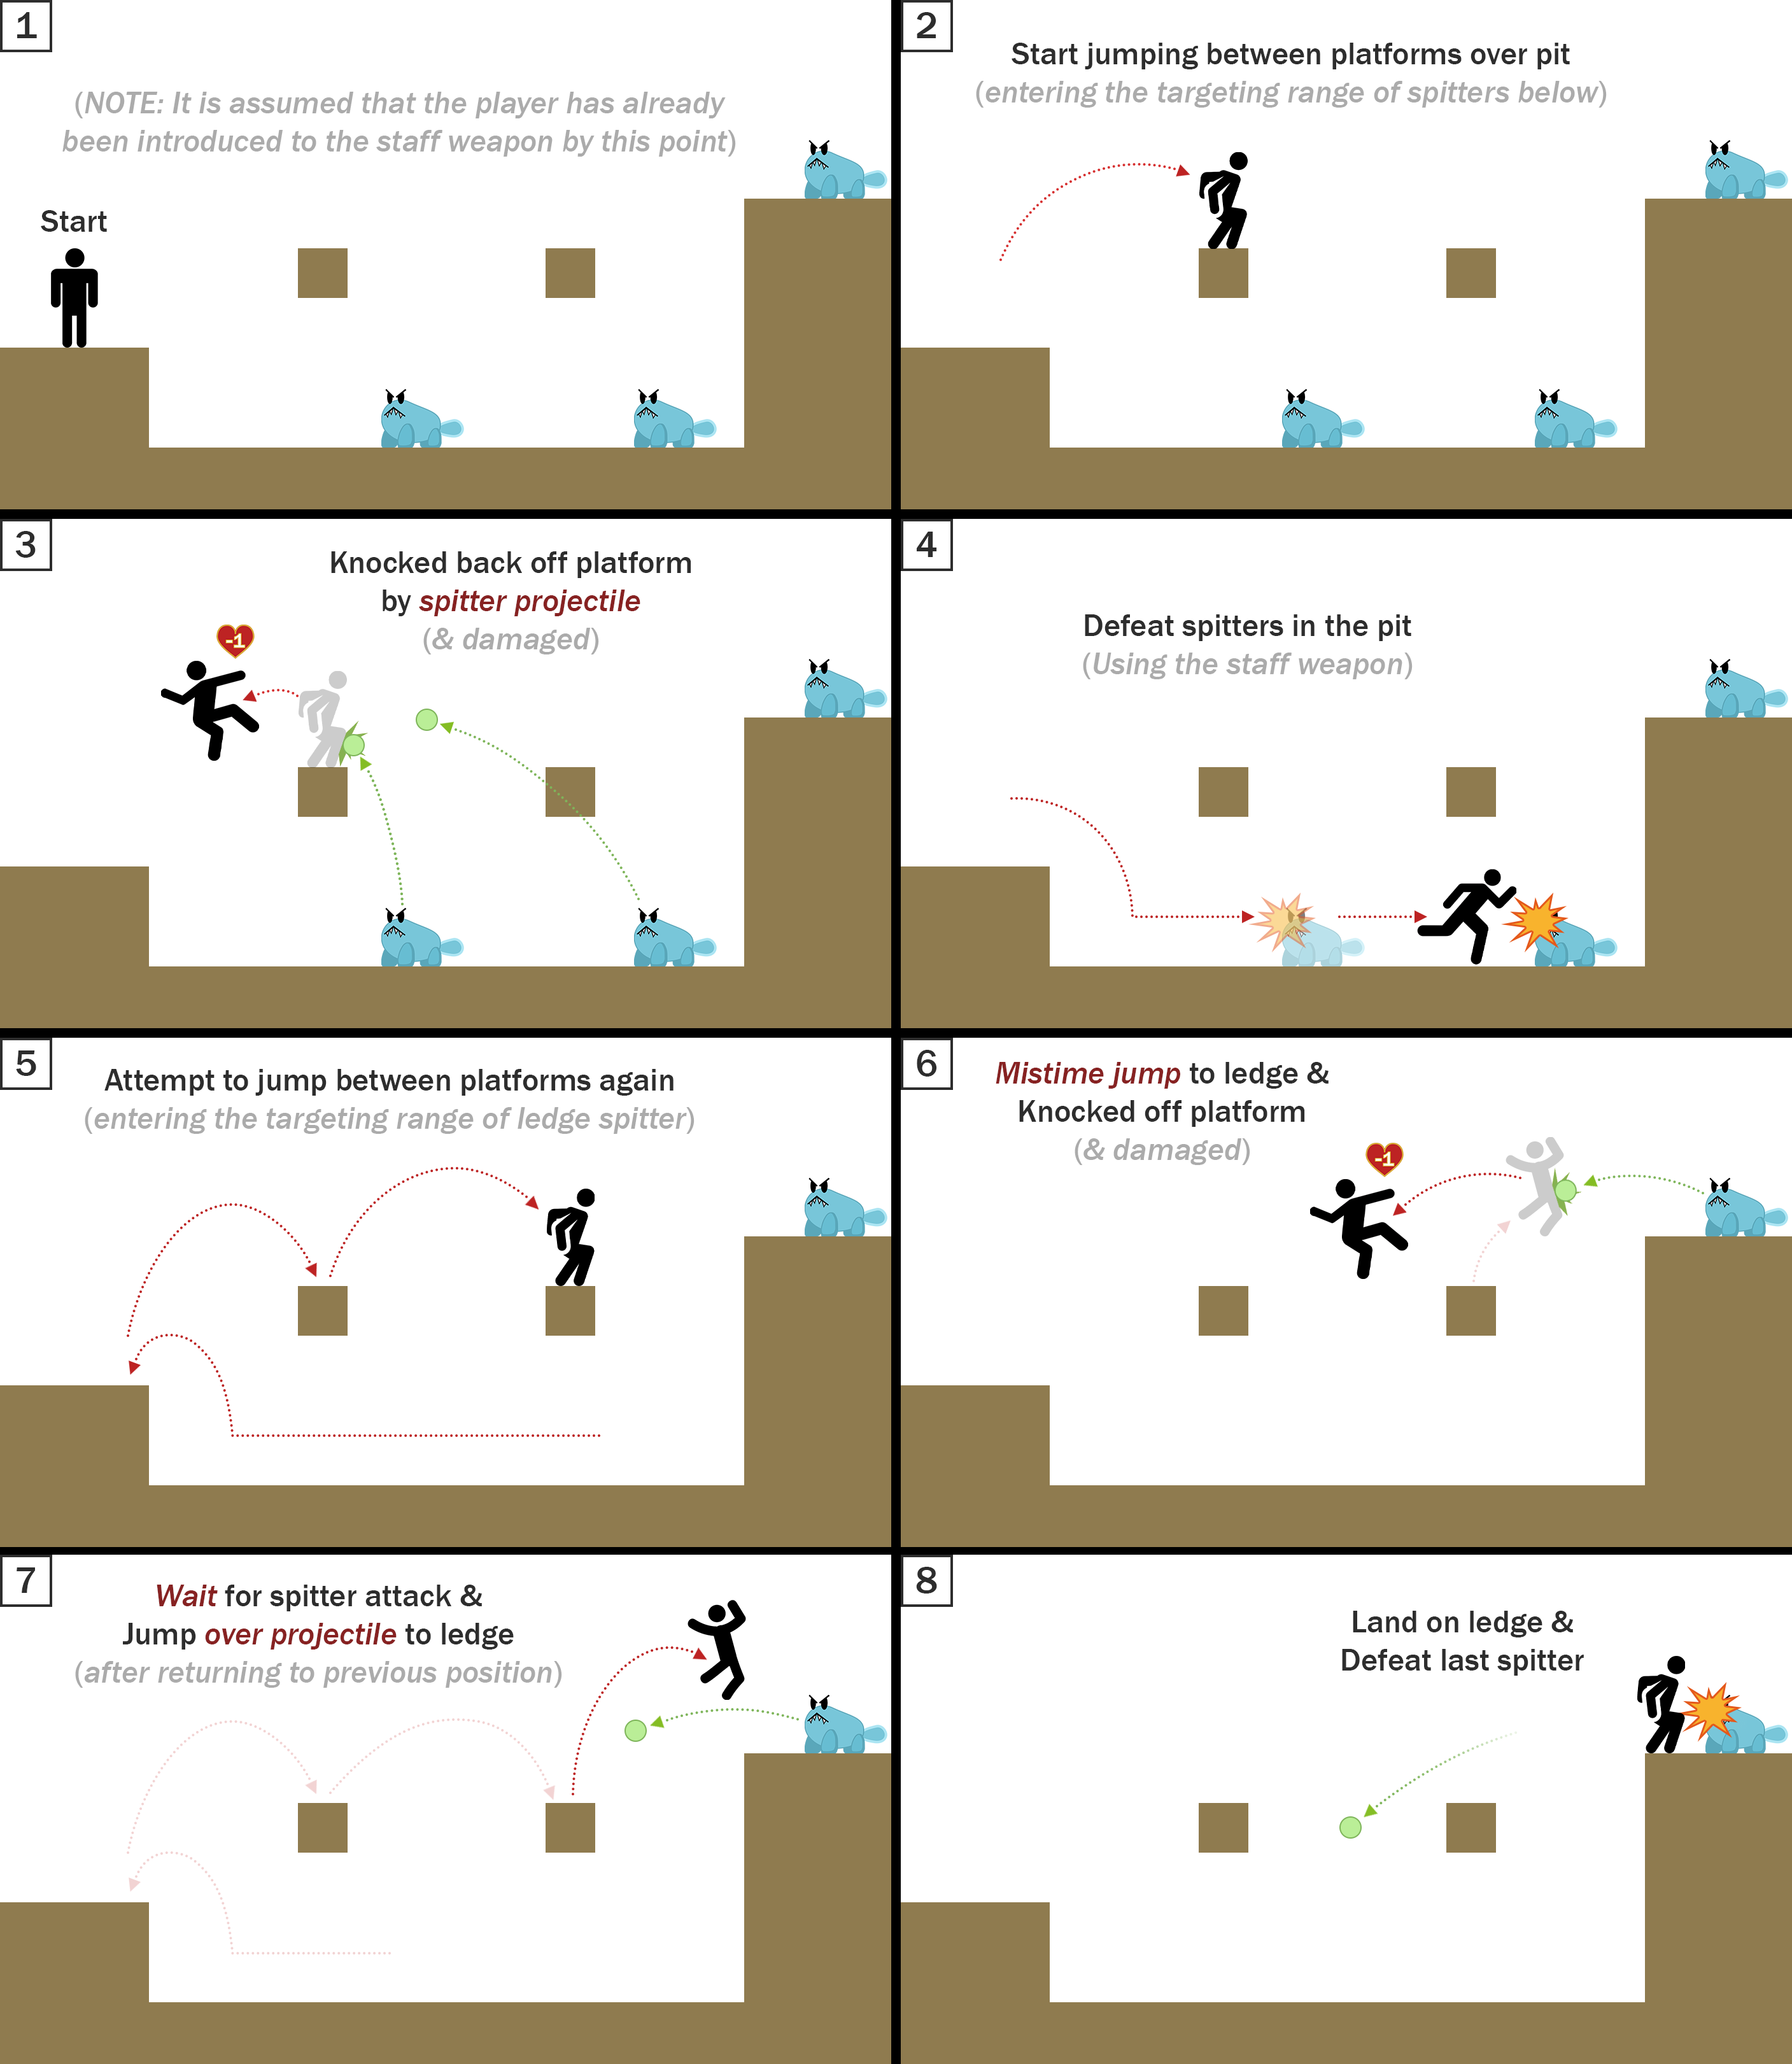 1
(NOTE: It is assumed that the player has already
been introduced to the staff weapon by this point)
Start
2
Start jumping between platforms over pit
(entering the targeting range of spitters below)
3
Knocked back off platform
by spitter projectile
(& damaged)
-1
4
Defeat spitters in the pit
(Using the staff weapon)
5
Attempt to jump between platforms again
(entering the targeting range of ledge spitter)
6
Mistime jump to ledge &
Knocked off platform
(& damaged)
-1
7
Wait for spitter attack &
Jump over projectile to ledge
(after returning to previous position)
8
Land on ledge &
Defeat last spitter